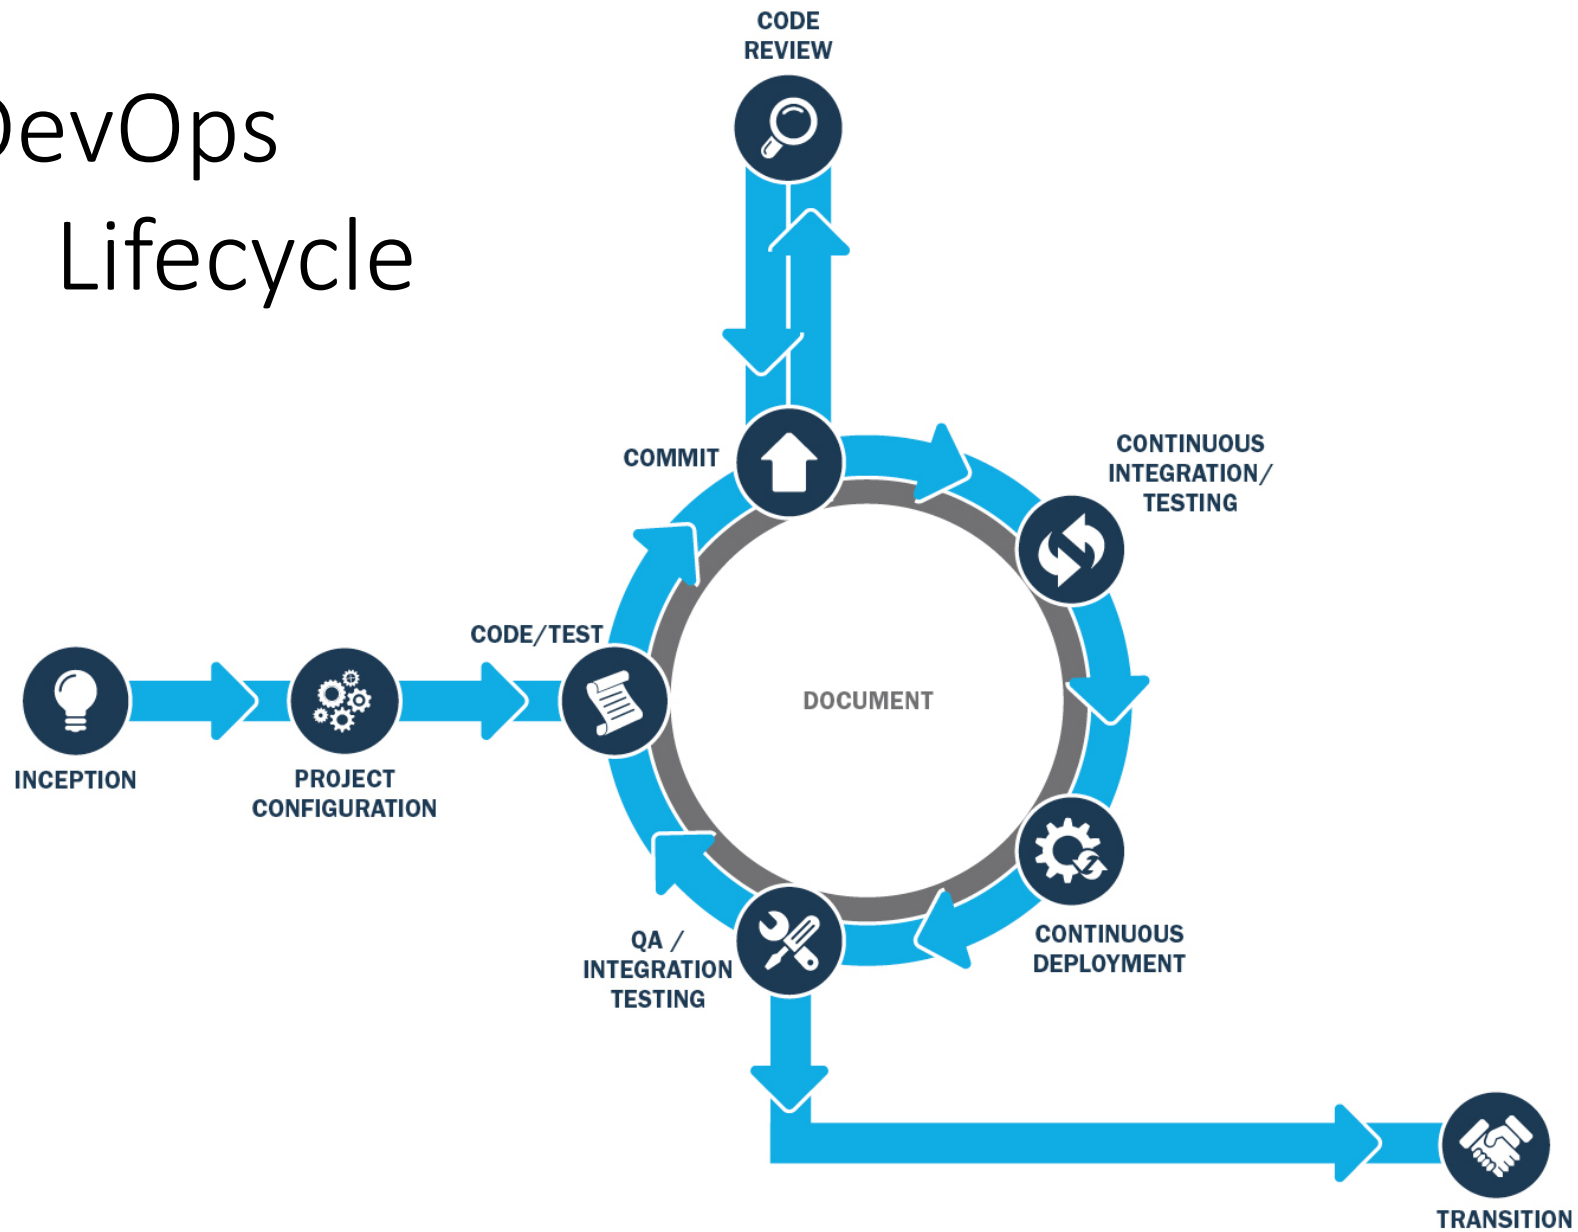 DevOps
Lifecycle
CODE
REVIEW
COMMIT
CONTINUOUS
INTEGRATION/
TESTING
CODE/TEST
DOCUMENT
INCEPTION
PROJECT
CONFIGURATION
QA /
INTEGRATION
TESTING
CONTINUOUS
DEPLOYMENT
TRANSITION